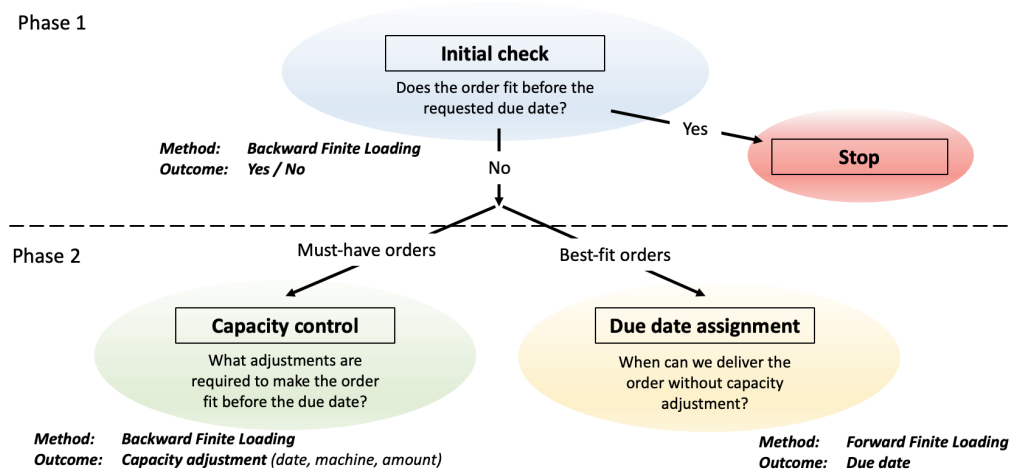 Phase 1
Initial check
Does the order fit before the
requested due date?
Yes
Stop
Method: Backward Finite Loading
Outcome: Yes / No
No
Phase 2
Must-have orders
Best-fit orders
Capacity control
What adjustments are
required to make the order
fit before the due date?
Due date assignment
When can we deliver the
order without capacity
adjustment?
Method: Backward Finite Loading
Outcome: Capacity adjustment (date, machine, amount)
Method: Forward Finite Loading
Outcome: Due date